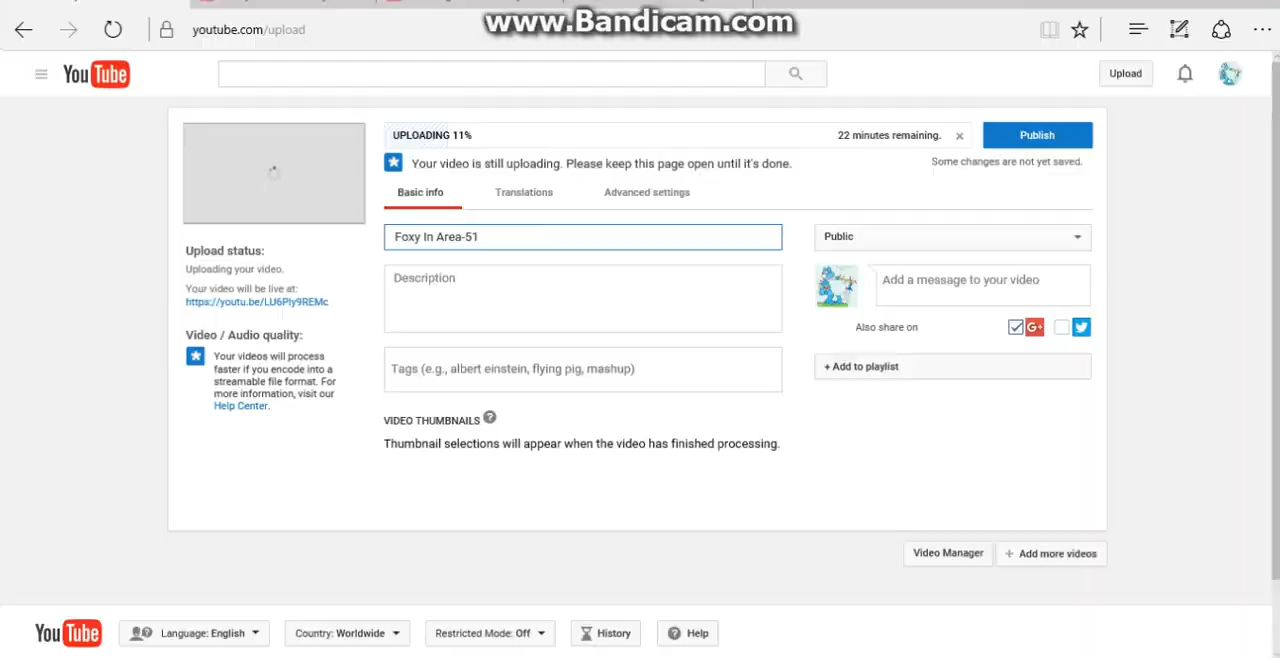 www.Bandicam.com
youtube.com/upload
YouTube
Upload
UPLOADING 11%
22 minutes remaining.
Publish
Your video is still uploading. Please keep this page open until it's done.
Some changes are not yet saved.
Basic info
Translations
Advanced settings
Foxy In Area-51
Public
Description
Add a message to your video
Also share on
G+
Tags (e.g., albert einstein, flying pig, mashup)
+ Add to playlist
VIDEO THUMBNAILS ?
Thumbnail selections will appear when the video has finished processing.
Upload status:
Uploading your video.
Your video will be live at:
https://youtu.be/LU6PIy9REMc
Video / Audio quality:
Your videos will process
faster if you encode into a
streamable file format. For
more information, visit our
Help Center.
Video Manager
+ Add more videos
YouTube
Language: English
Country: Worldwide
Restricted Mode: Off
History
Help